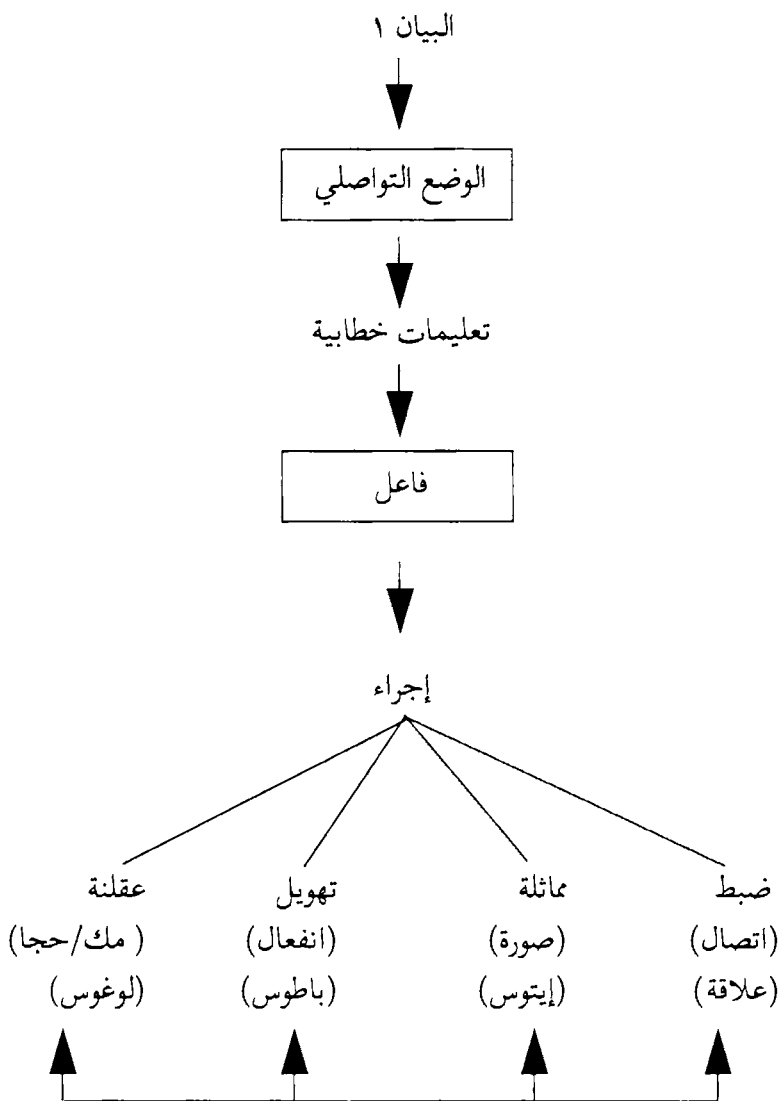 البيان ١
الوضع التواصلي
تعليمات خطابية
فاعل
إجراء
ضبط مماثلة تهويل عقلنة
(اتصال) (صورة) (انفعال) (مك/حجا )
(علاقة) (إيتوس) (باطوس) (لوغوس)